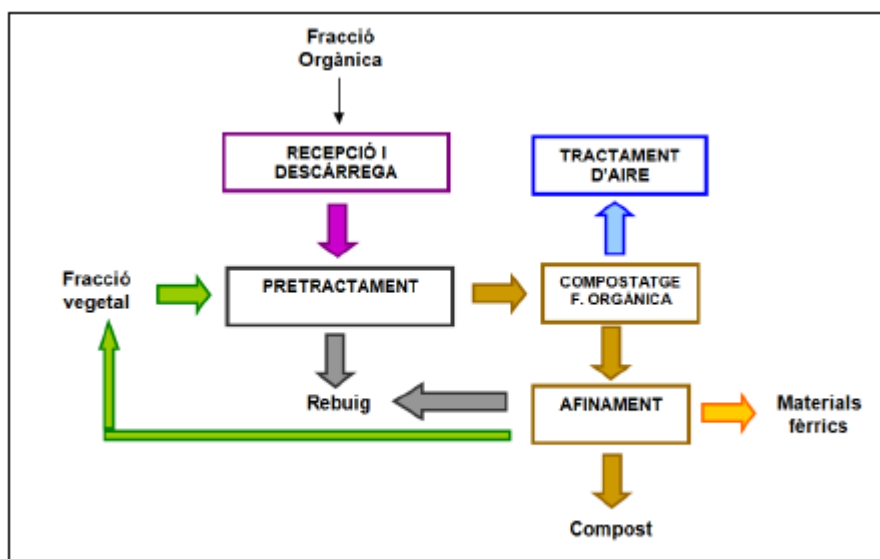 Fracció
Orgànica
RECEPCIÓ I
DESCÀRREGA
TRACTAMENT
D'AIRE
Fracció
vegetal
PRETRACTAMENT
COMPOSTATGE
F. ORGÀNICA
Rebuig
AFINAMENT
Materials
fèrrics
Compost